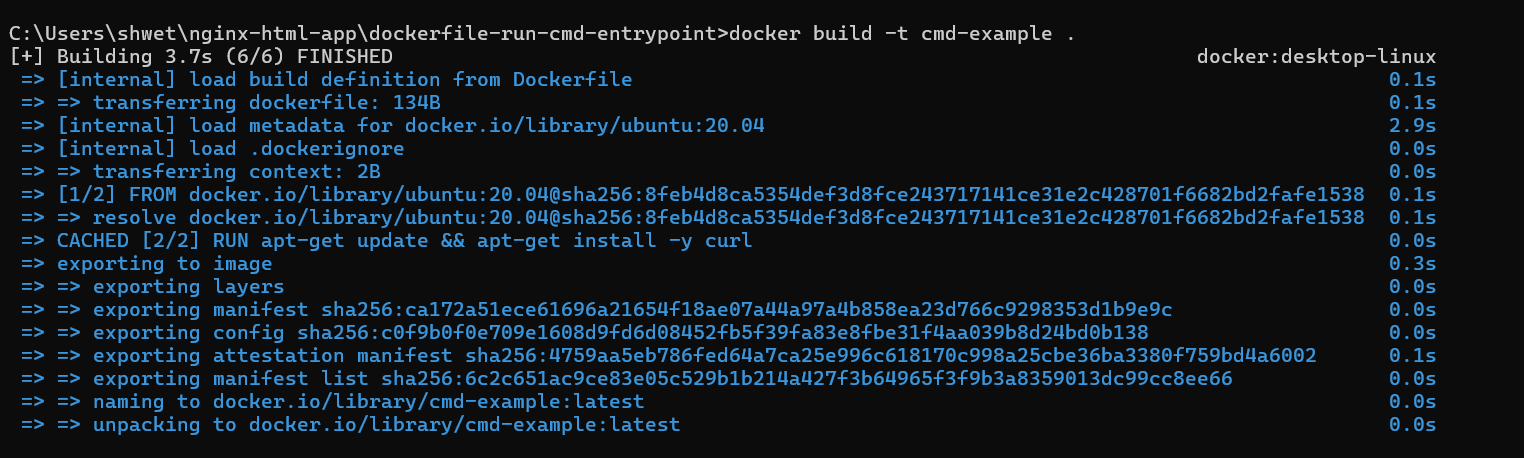 C:\Users\shwet\nginx-html-app\dockerfile-run-cmd-entrypoint>docker build -t cmd-example .
[+] Building 3.7s (6/6) FINISHED docker:desktop-linux
=> [internal] load build definition from Dockerfile 0.1s
=> => transferring dockerfile: 134B 0.1s
=> [internal] load metadata for docker.io/library/ubuntu:20.04 2.9s
=> [internal] load .dockerignore 0.0s
=> => transferring context: 2B 0.0s
=> [1/2] FROM docker.io/library/ubuntu:20.04@sha256:8feb4d8ca5354def3d8fce243717141ce31e2c428701f6682bd2fafe1538 0.1s
=> => resolve docker.io/library/ubuntu:20.04@sha256:8feb4d8ca5354def3d8fce243717141ce31e2c428701f6682bd2fafe1538 0.1s
=> CACHED [2/2] RUN apt-get update && apt-get install -y curl 0.0s
=> exporting to image 0.3s
=> => exporting layers 0.0s
=> => exporting manifest sha256:ca172a51ece61696a21654f18ae07a44a97a4b858ea23d766c9298353d1b9e9c 0.0s
=> => exporting config sha256:c0f9b0f0e709e1608d9fd6d08452fb5f39fa83e8fbe31f4aa039b8d24bd0b138 0.0s
=> => exporting attestation manifest sha256:4759aa5eb786fed64a7ca25e996c618170c998a25cbe36ba3380f759bd4a6002 0.1s
=> => exporting manifest list sha256:6c2c651ac9ce83e05c529b1b214a427f3b64965f3f9b3a8359013dc99cc8ee66 0.0s
=> => naming to docker.io/library/cmd-example:latest 0.0s
=> => unpacking to docker.io/library/cmd-example:latest 0.0s